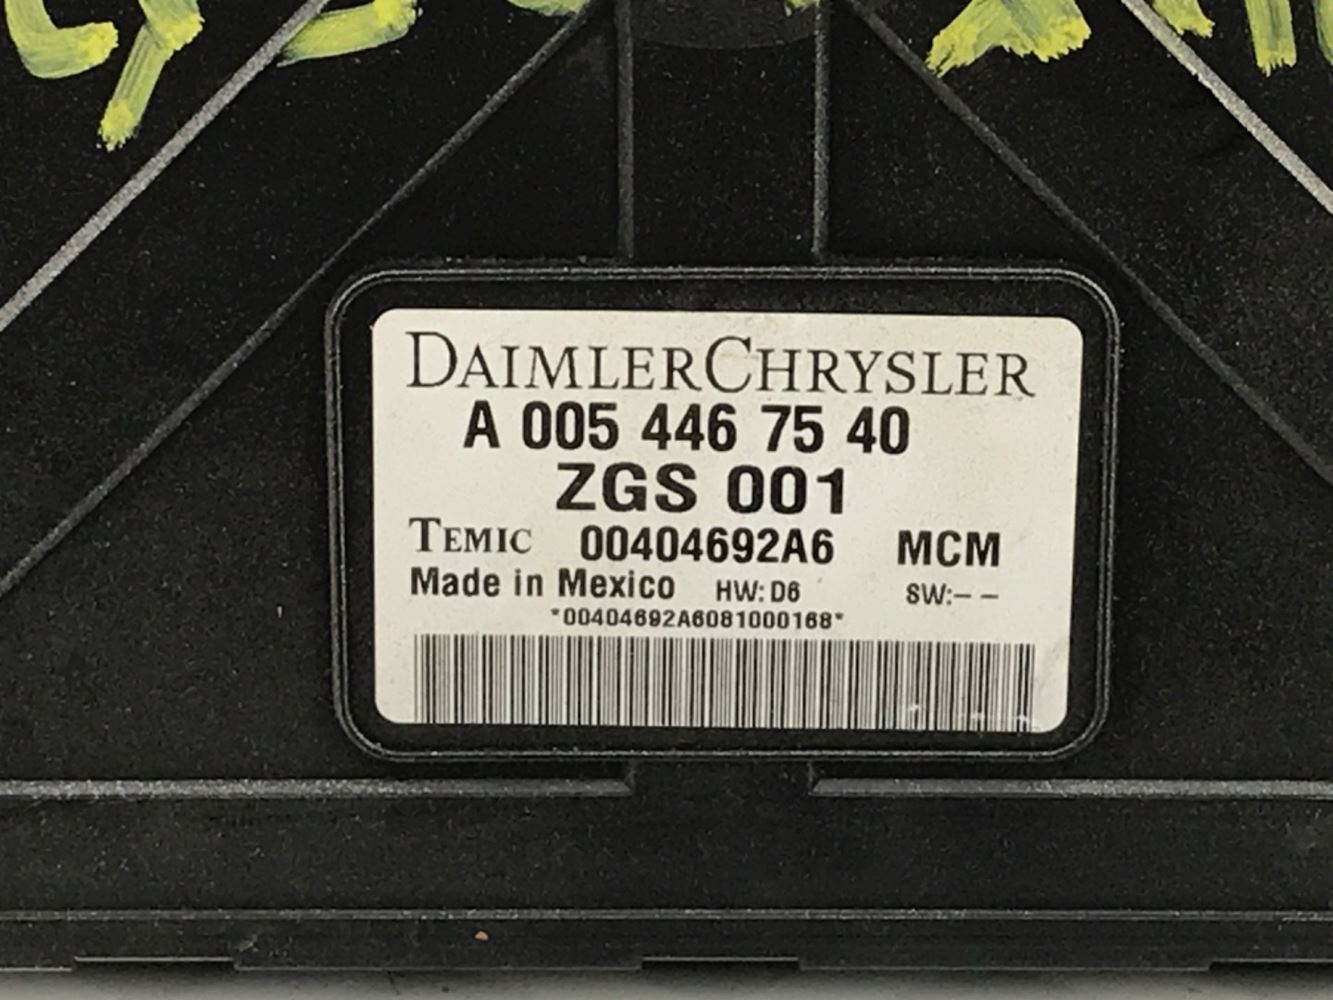 DAIMLERCHRYSLER
A 005 446 75 40
ZGS 001
TEMIC 00404692A6 MCM
Made in Mexico HW: D6 SW:– –
*00404692A6081000168*